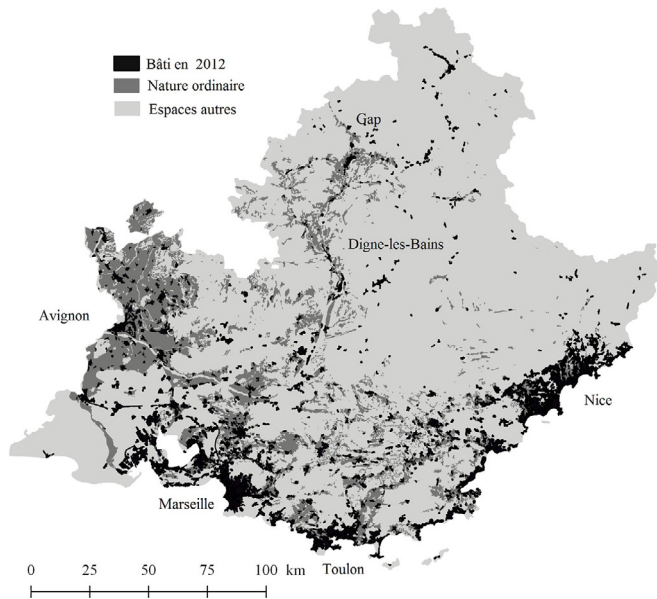 Bâti en 2012
Nature ordinaire
Espaces autres
Gap
Digne-les-Bains
Avignon
Nice
Marseille
Toulon
0 25 50 75 100 km